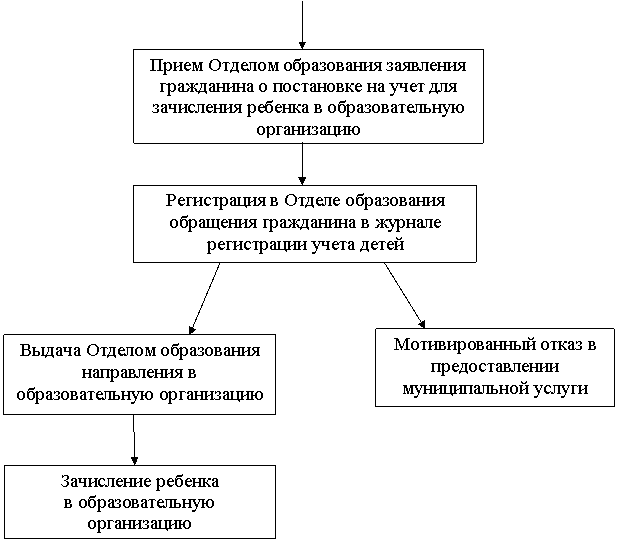 Прием Отделом образования заявления
гражданина о постановке на учет для
зачисления ребенка в образовательную
организацию
Регистрация в Отделе образования
обращения гражданина в журнале
регистрации учета детей
Выдача Отделом образования
направления в
образовательную организацию
Мотивированный отказ в
предоставлении
муниципальной услуги
Зачисление ребенка
в образовательную
организацию